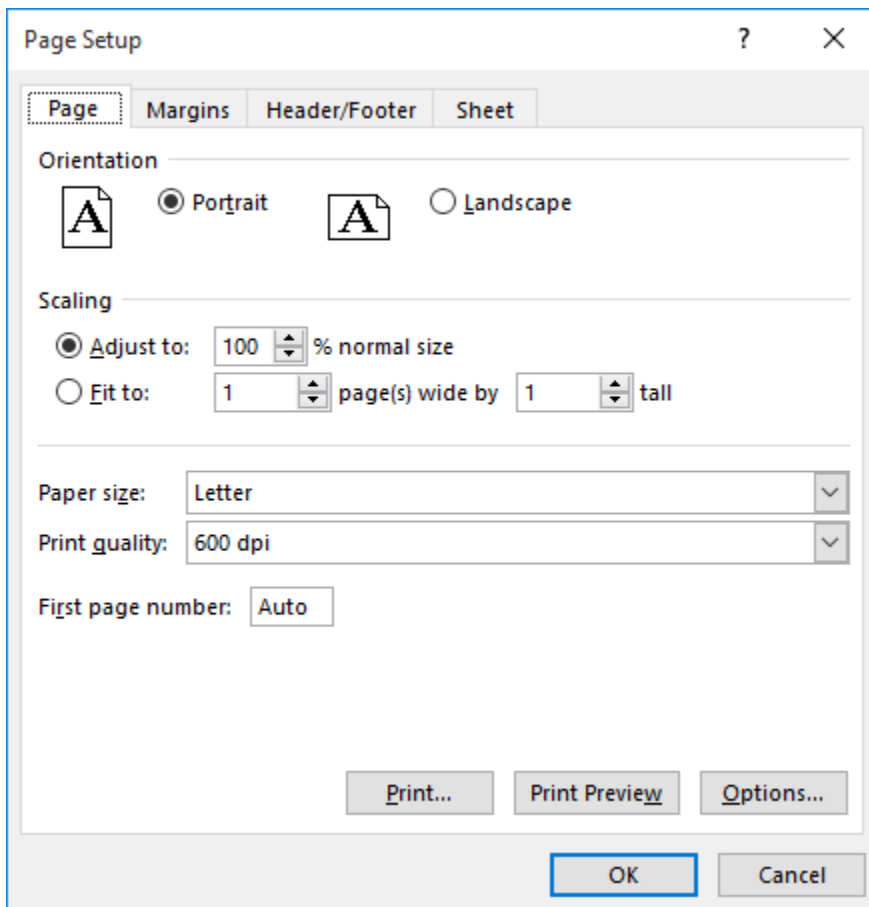 Page Setup ?
Page Margins Header/Footer Sheet
Orientation
A Portrait A Landscape
Scaling
Adjust to: 100 % normal size
Fit to: 1 page(s) wide by 1 tall
Paper size: Letter
Print quality: 600 dpi
First page number: Auto
Print... Print Preview Options...
OK Cancel